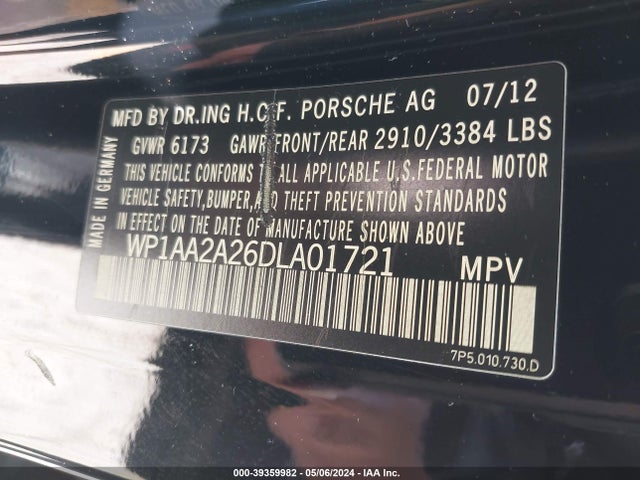 MFD BY DR.ING H.C.F. PORSCHE AG 07/12
GVWR 6173 GAWR FRONT/REAR 2910/3384 LBS
THIS VEHICLE CONFORMS TO ALL APPLICABLE U.S.FEDERAL MOTOR
VEHICLE SAFETY,BUMPER,AND THEFT PREVENTION STANDARDS
IN EFFECT ON THE DATE OF MANUFACTURE SHOWN ABOVE
WP1AA2A26DLA01721 MPV
MADE IN GERMANY
7P5.010.730.D
000-39359982 - 05/06/2024 - IAA Inc.